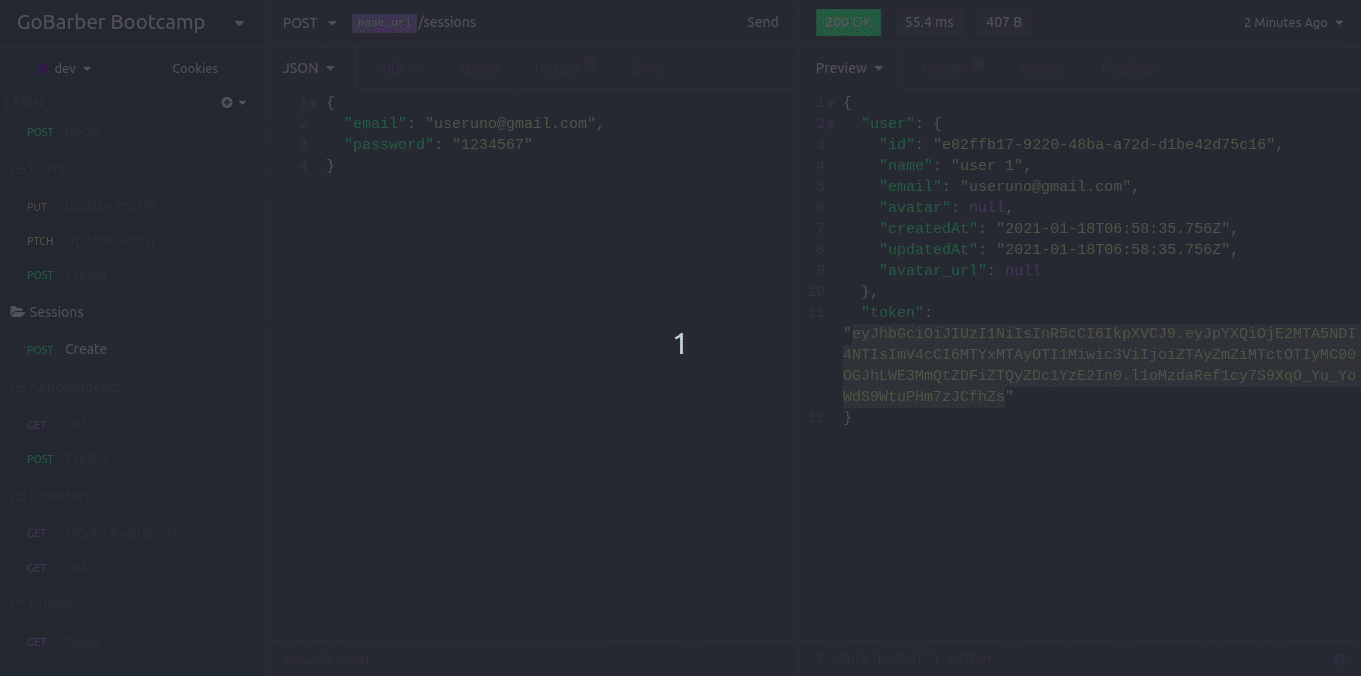 GoBarber Bootcamp
POST base_url/sessions Send
200 OK 55.4 ms 407 B 2 Minutes Ago
dev Cookies
JSON Auth Query Header Docs
Preview Header Cookie Timeline
Filter
POST Reset
Users
PUT Update Profile
PTCH Update Avatar
POST Create
Sessions
POST Create
Appointments
GET List
POST Create
Providers
GET Month Availability
GET List
Profile
GET Show
1 {
2 "email": "useruno@gmail.com",
3 "password": "1234567"
4 }
Beautify JSON
1
1 {
2 "user": {
3 "id": "e02ffb17-9220-48ba-a72d-d1be42d75c16",
4 "name": "user 1",
5 "email": "useruno@gmail.com",
6 "avatar": null,
7 "createdAt": "2021-01-18T06:58:35.756Z",
8 "updatedAt": "2021-01-18T06:58:35.756Z",
9 "avatar_url": null
10 },
11 "token":
"eyJhbGciOiJIUzI1NiIsInR5cCI6IkpXVCJ9.eyJpYXQiOjE2MTA5NDI
4NTIsImV4cCI6MTYxMTAyOTI1Miwic3ViIjoiZTAyZmZiMTctOTIyMC00
OGJhLWE3MmQtZDFiZTQyZDc1YzE2In0.l1oMzdaRef1cy7S9XqO_Yu_Yo
WdS9WtuPHm7zJCfhZs"
12 }
$.store.books[*].author